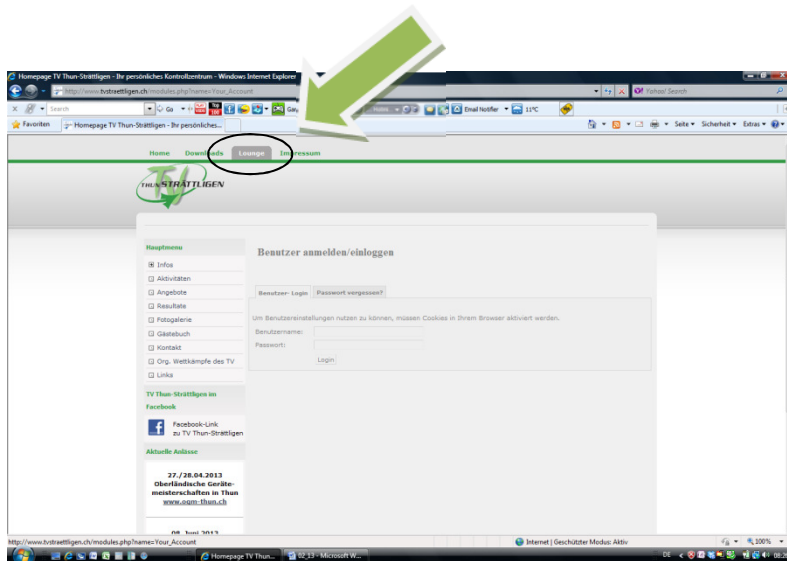 Homepage TV Thun-Strättligen - Ihr persönliches Kontrollzentrum - Windows Internet Explorer
http://www.tvstraettligen.ch/modules.php?name=Your_Account
Yahoo! Search
Search
Go
Top 100
Email Notifier
11°C
Favoriten
Homepage TV Thun-Strättligen - Ihr persönliches...
Seite
Sicherheit
Extras
Home Downloads Lounge Impressum
TV
THUN STRÄTTLIGEN
Hauptmenu
Infos
Aktivitäten
Angebote
Resultate
Fotogalerie
Gästebuch
Kontakt
Org. Wettkämpfe des TV
Links
TV Thun-Strättligen im
Facebook
Facebook-Link
zu TV Thun-Strättligen
Aktuelle Anlässe
27./28.04.2013
Oberländische Geräte-
meisterschaften in Thun
www.ogm-thun.ch
08. Juni 2013
Benutzer anmelden/einloggen
Benutzer- Login Passwort vergessen?
Um Benutzereinstellungen nutzen zu können, müssen Cookies in Ihrem Browser aktiviert werden.
Benutzername:
Passwort:
Login
http://www.tvstraettligen.ch/modules.php?name=Your_Account
Internet | Geschützter Modus: Aktiv
100%
Homepage TV Thun...
02_13 - Microsoft W...
DE